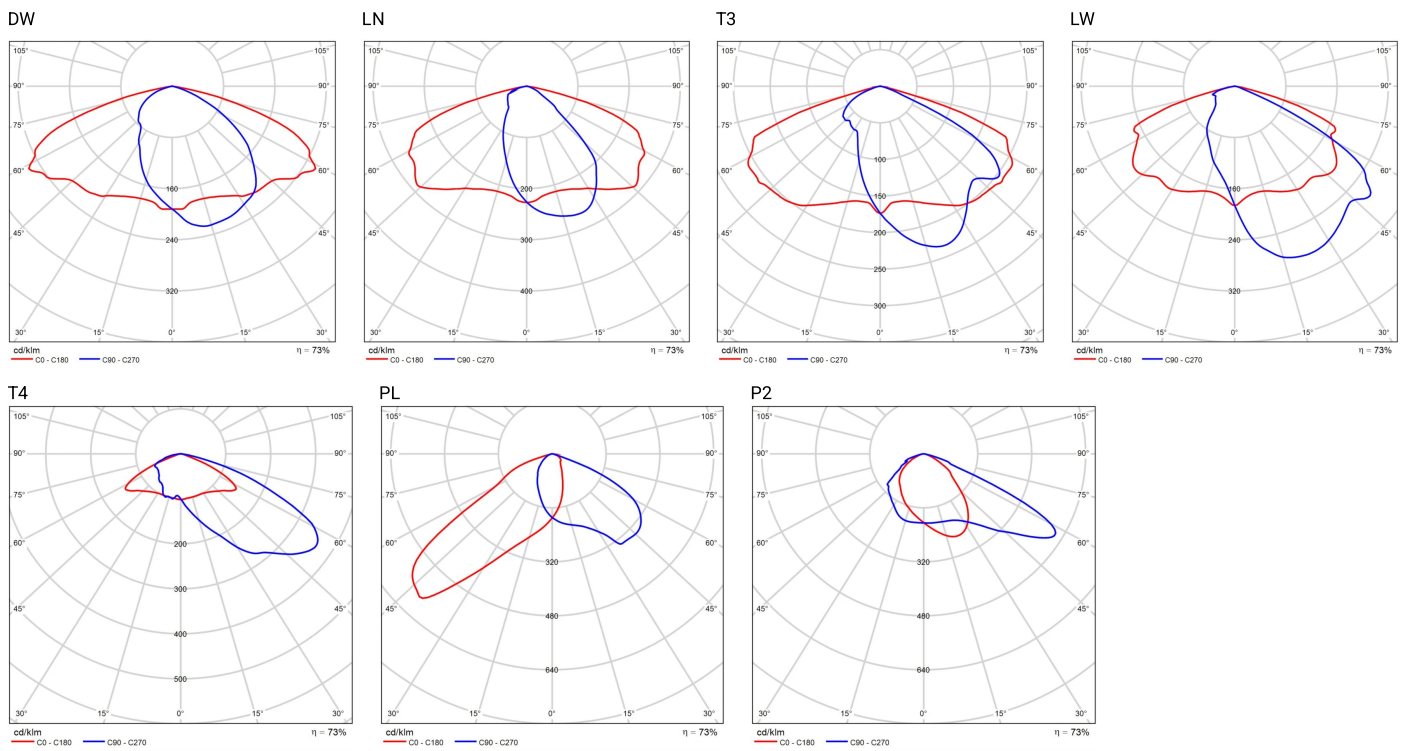 DW LN T3 LW
105° 105° 105° 105° 105° 105° 105° 105°
90° 90° 90° 90° 90° 90° 90° 90°
75° 75° 75° 75° 75° 75° 75° 75°
100
60° 60° 60° 60° 60° 60° 60° 60°
160 200 150 160
45° 45° 45° 45° 200 45° 45° 45° 45°
240 300 250 240
320 400 300 320
30° 15° 0° 15° 30° 30° 15° 0° 15° 30° 30° 15° 0° 15° 30° 30° 15° 0° 15° 30°
cd/klm η = 73% cd/klm η = 73% cd/klm η = 73% cd/klm η = 73%
C0 - C180 C90 - C270 C0 - C180 C90 - C270 C0 - C180 C90 - C270 C0 - C180 C90 - C270
T4 PL P2
105° 105° 105° 105° 105° 105°
90° 90° 90° 90° 90° 90°
75° 75° 75° 75° 75° 75°
60° 200 60° 60° 60° 60° 60°
320 320
300
45° 45° 45° 45° 45° 45°
480 480
400
500 640 640
30° 15° 0° 15° 30° 30° 15° 0° 15° 30° 30° 15° 0° 15° 30°
cd/klm η = 73% cd/klm η = 73% cd/klm η = 73%
C0 - C180 C90 - C270 C0 - C180 C90 - C270 C0 - C180 C90 - C270